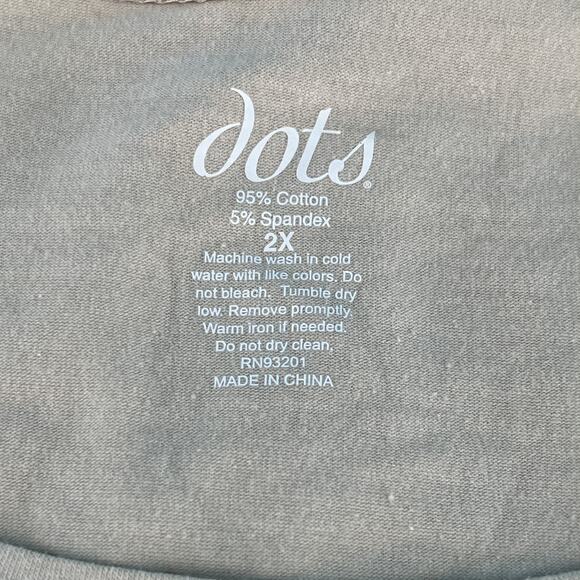 dots®
95% Cotton
5% Spandex
2X
Machine wash in cold
water with like colors. Do
not bleach. Tumble dry
low. Remove promptly.
Warm iron if needed.
Do not dry clean.
RN93201
MADE IN CHINA